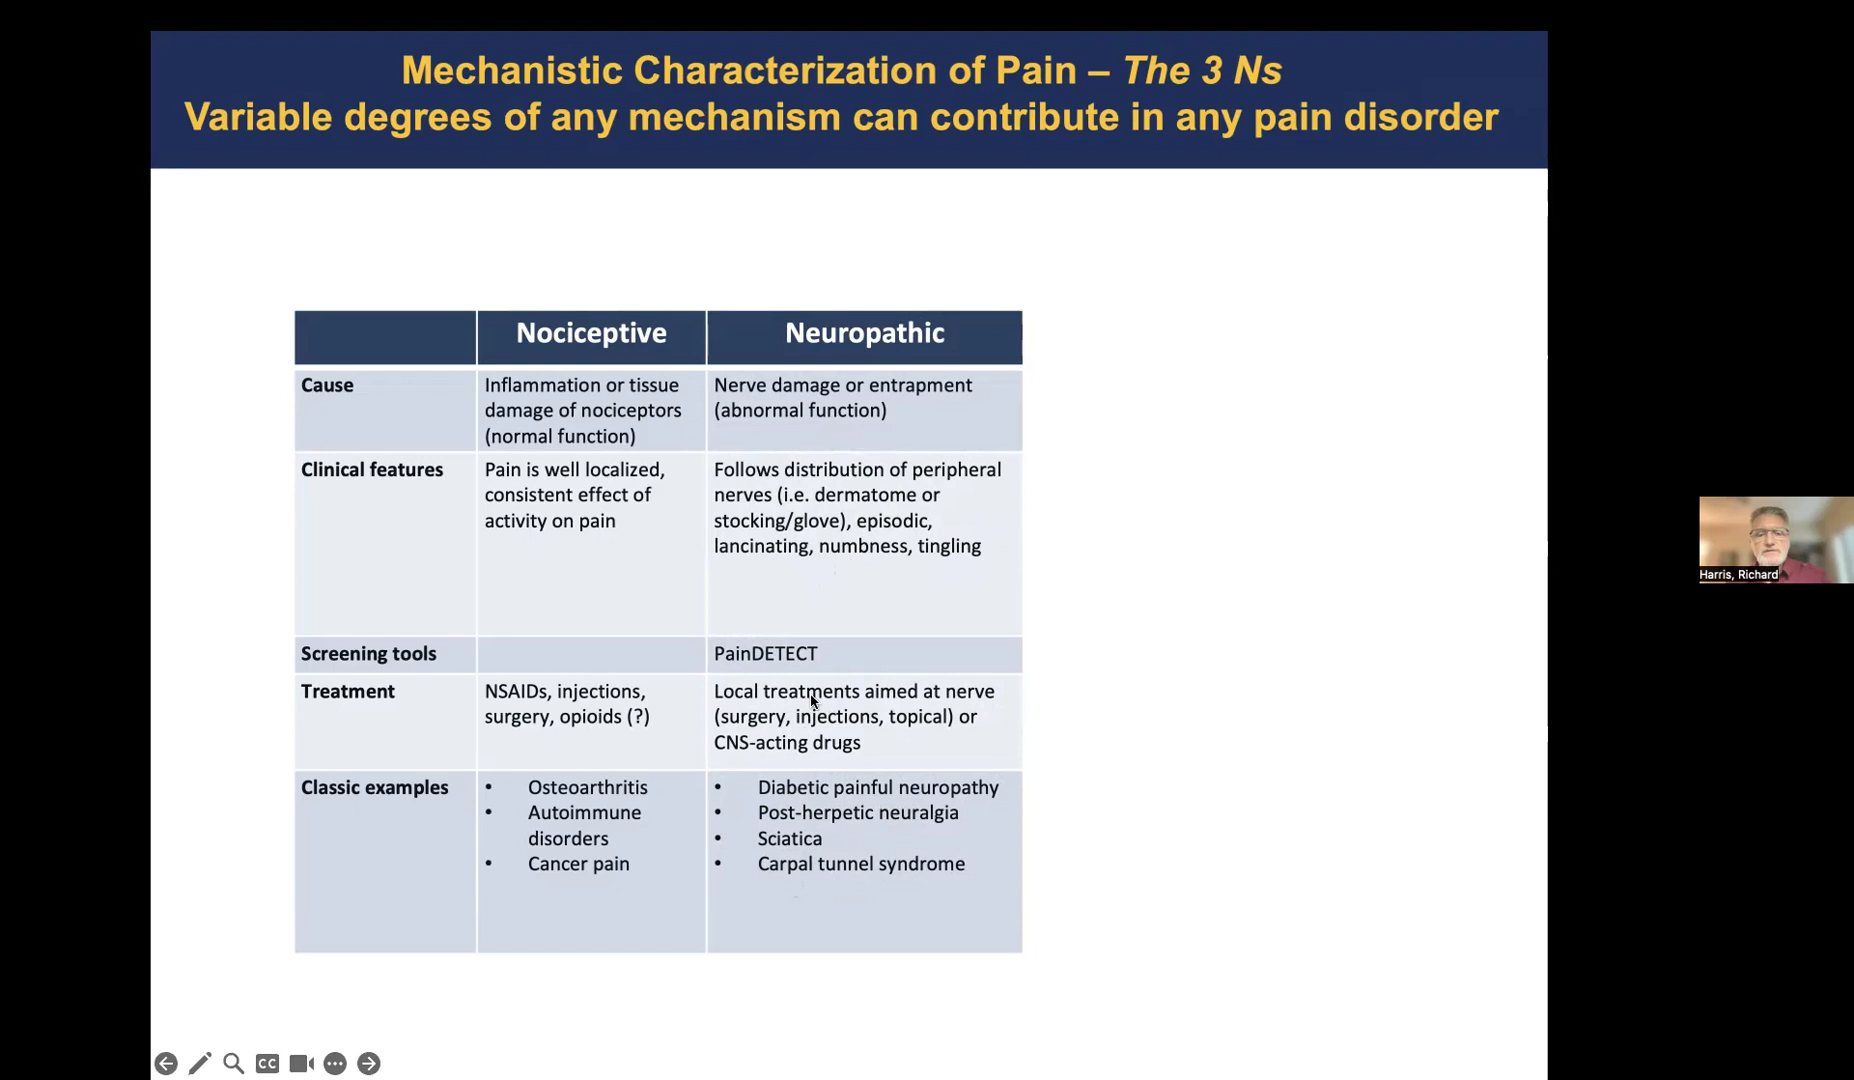 Mechanistic Characterization of Pain – The 3 Ns
Variable degrees of any mechanism can contribute in any pain disorder
Nociceptive
Neuropathic
Cause
Inflammation or tissue
damage of nociceptors
(normal function)
Nerve damage or entrapment
(abnormal function)
Clinical features
Pain is well localized,
consistent effect of
activity on pain
Follows distribution of peripheral
nerves (i.e. dermatome or
stocking/glove), episodic,
lancinating, numbness, tingling
Screening tools
PainDETECT
Treatment
NSAIDs, injections,
surgery, opioids (?)
Local treatments aimed at nerve
(surgery, injections, topical) or
CNS-acting drugs
Classic examples
• Osteoarthritis
• Autoimmune
disorders
• Cancer pain
• Diabetic painful neuropathy
• Post-herpetic neuralgia
• Sciatica
• Carpal tunnel syndrome
Harris, Richard
CC